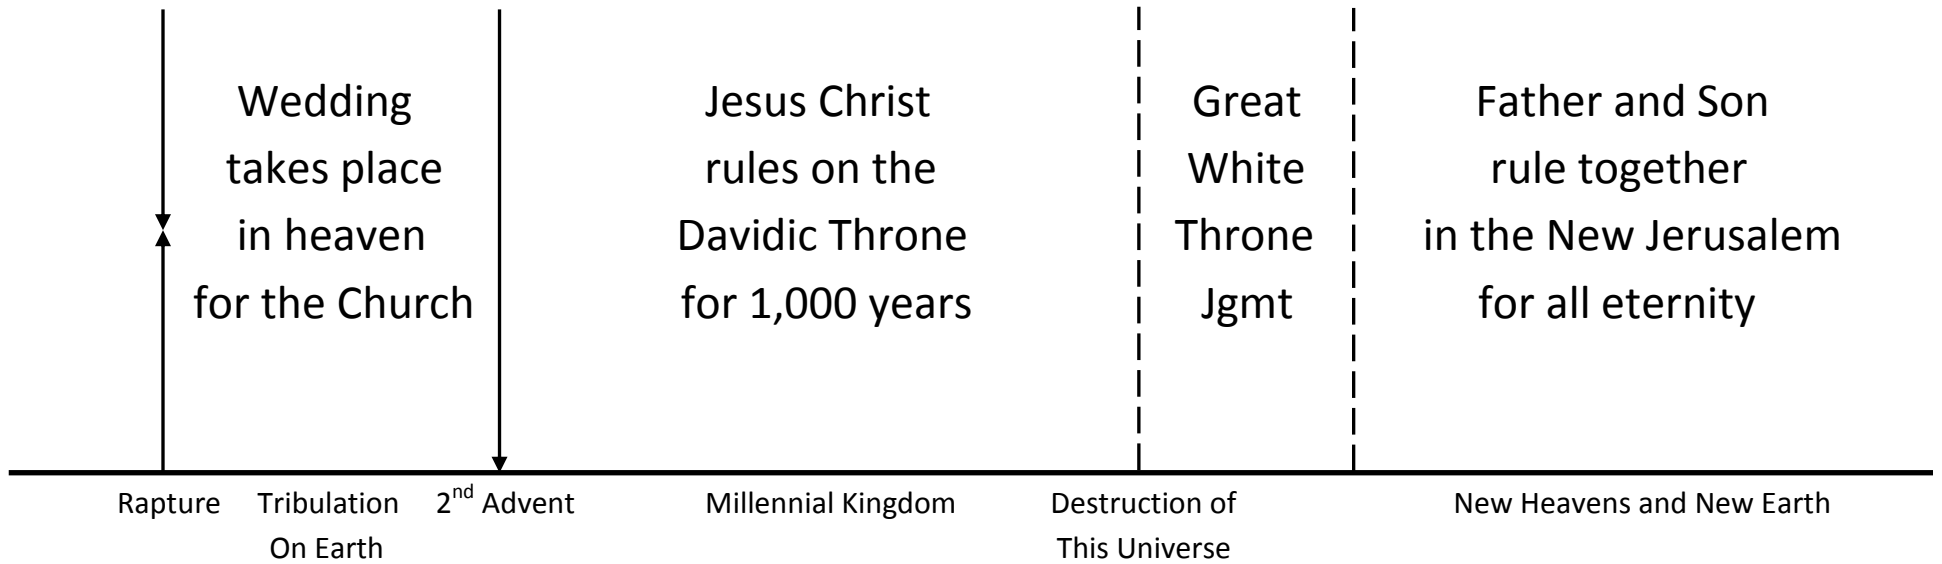 Wedding
takes place
in heaven
for the Church
Jesus Christ
rules on the
Davidic Throne
for 1,000 years
Great
White
Throne
Jgmt
Father and Son
rule together
in the New Jerusalem
for all eternity
Rapture
Tribulation
On Earth
2nd Advent
Millennial Kingdom
Destruction of
This Universe
New Heavens and New Earth